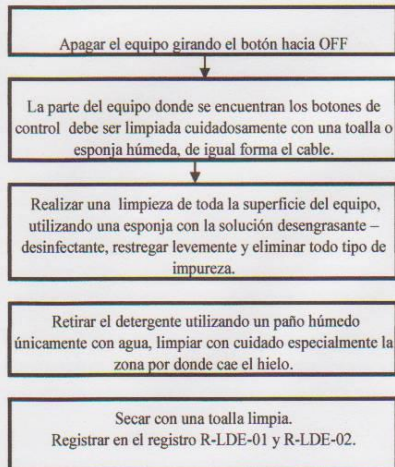 Apagar el equipo girando el botón hacia OFF
La parte del equipo donde se encuentran los botones de
control debe ser limpiada cuidadosamente con una toalla o
esponja húmeda, de igual forma el cable.
Realizar una limpieza de toda la superficie del equipo,
utilizando una esponja con la solución desengrasante –
desinfectante, restregar levemente y eliminar todo tipo de
impureza.
Retirar el detergente utilizando un paño húmedo
únicamente con agua, limpiar con cuidado especialmente la
zona por donde cae el hielo.
Secar con una toalla limpia.
Registrar en el registro R-LDE-01 y R-LDE-02.